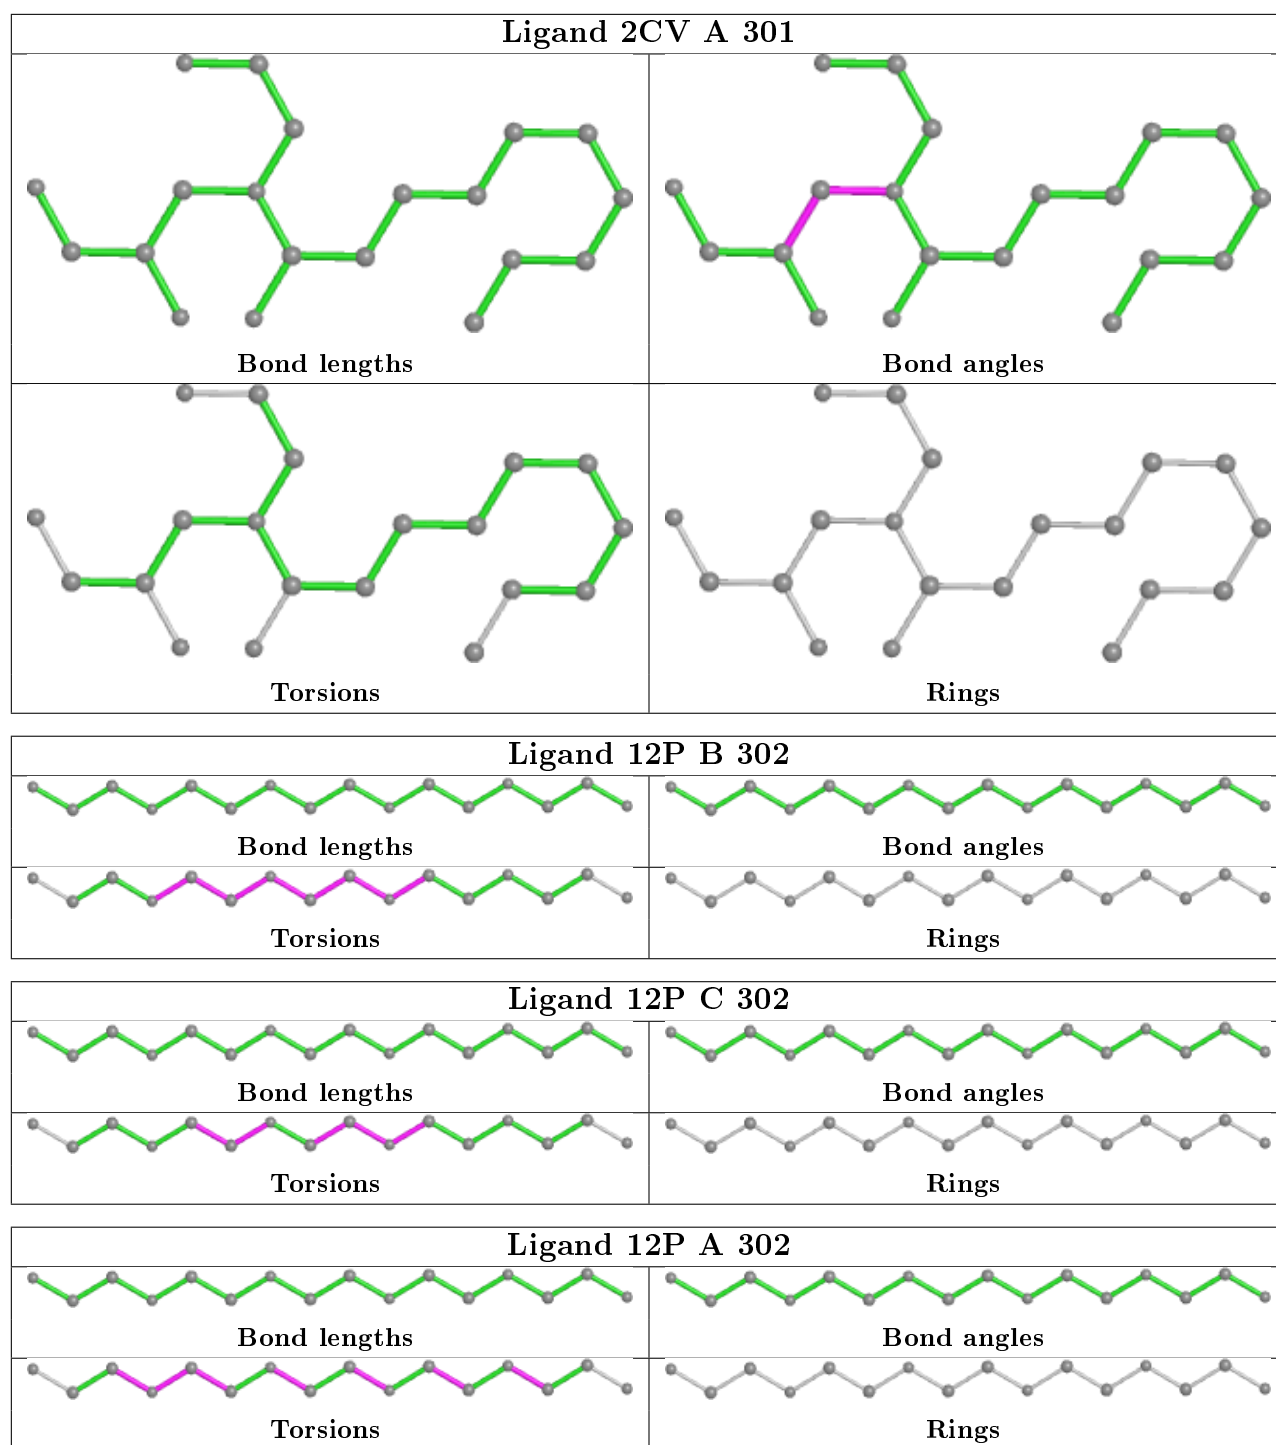 Ligand 2CV A 301
Bond lengths
Bond angles
Torsions
Rings
Ligand 12P B 302
Bond lengths
Bond angles
Torsions
Rings
Ligand 12P C 302
Bond lengths
Bond angles
Torsions
Rings
Ligand 12P A 302
Bond lengths
Bond angles
Torsions
Rings